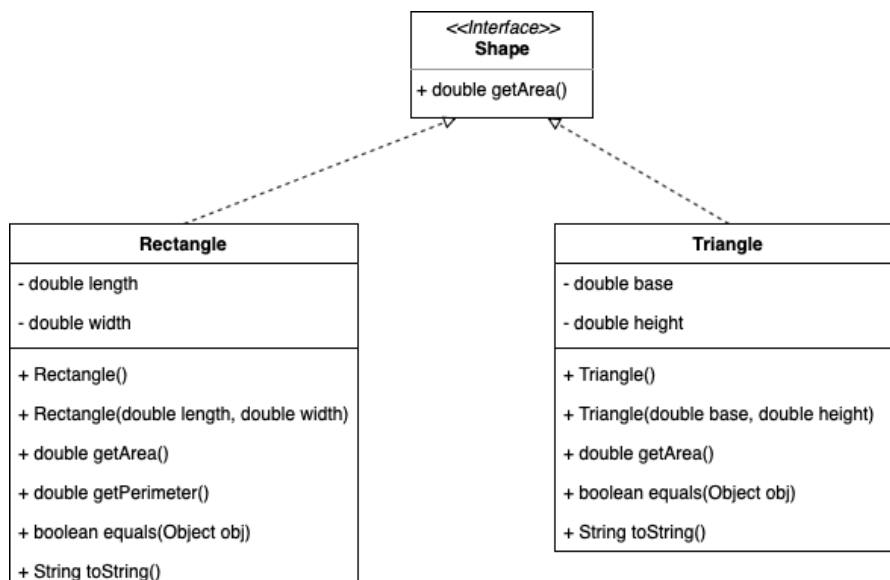 <<Interface>>
Shape
+ double getArea()
Rectangle
- double length
- double width
+ Rectangle()
+ Rectangle(double length, double width)
+ double getArea()
+ double getPerimeter()
+ boolean equals(Object obj)
+ String toString()
Triangle
- double base
- double height
+ Triangle()
+ Triangle(double base, double height)
+ double getArea()
+ boolean equals(Object obj)
+ String toString()